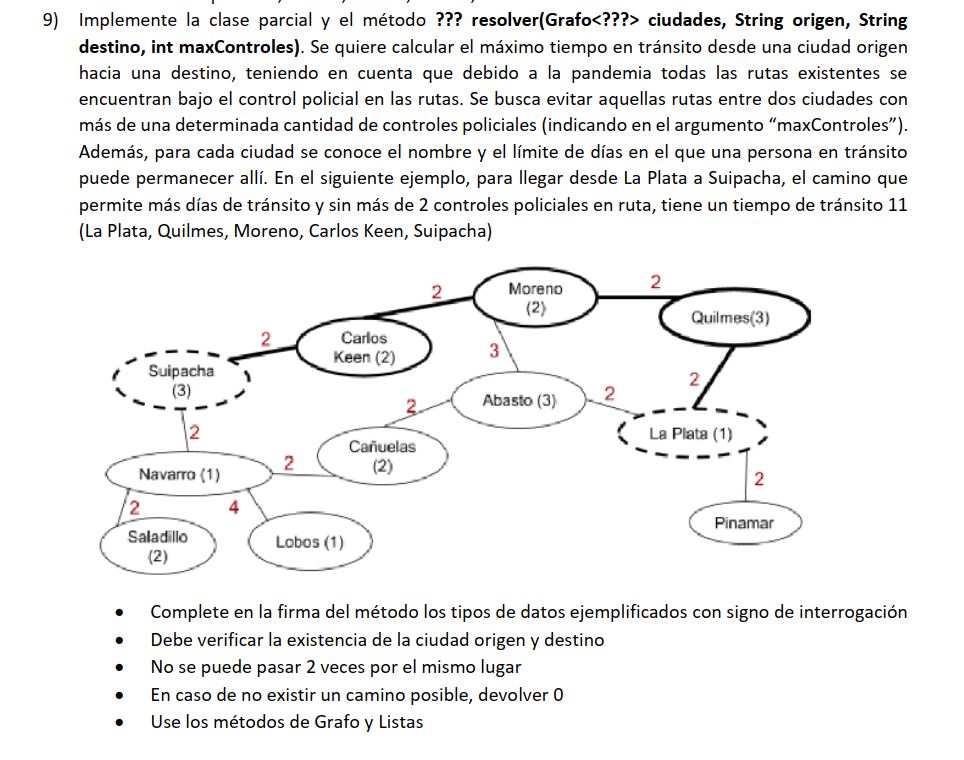 9) Implemente la clase parcial y el método ??? resolver(Grafo<???> ciudades, String origen, String
destino, int maxControles). Se quiere calcular el máximo tiempo en tránsito desde una ciudad origen
hacia una destino, teniendo en cuenta que debido a la pandemia todas las rutas existentes se
encuentran bajo el control policial en las rutas. Se busca evitar aquellas rutas entre dos ciudades con
más de una determinada cantidad de controles policiales (indicando en el argumento “maxControles”).
Además, para cada ciudad se conoce el nombre y el límite de días en el que una persona en tránsito
puede permanecer allí. En el siguiente ejemplo, para llegar desde La Plata a Suipacha, el camino que
permite más días de tránsito y sin más de 2 controles policiales en ruta, tiene un tiempo de tránsito 11
(La Plata, Quilmes, Moreno, Carlos Keen, Suipacha)
2
Moreno
(2)
2
Quilmes(3)
2
Carlos
Keen (2)
3
Suipacha
(3)
2
Abasto (3)
2
2
La Plata (1)
2
Cañuelas
(2)
2
Navarro (1)
2
2
4
Pinamar
Saladillo
(2)
Lobos (1)
• Complete en la firma del método los tipos de datos ejemplificados con signo de interrogación
• Debe verificar la existencia de la ciudad origen y destino
• No se puede pasar 2 veces por el mismo lugar
• En caso de no existir un camino posible, devolver 0
• Use los métodos de Grafo y Listas